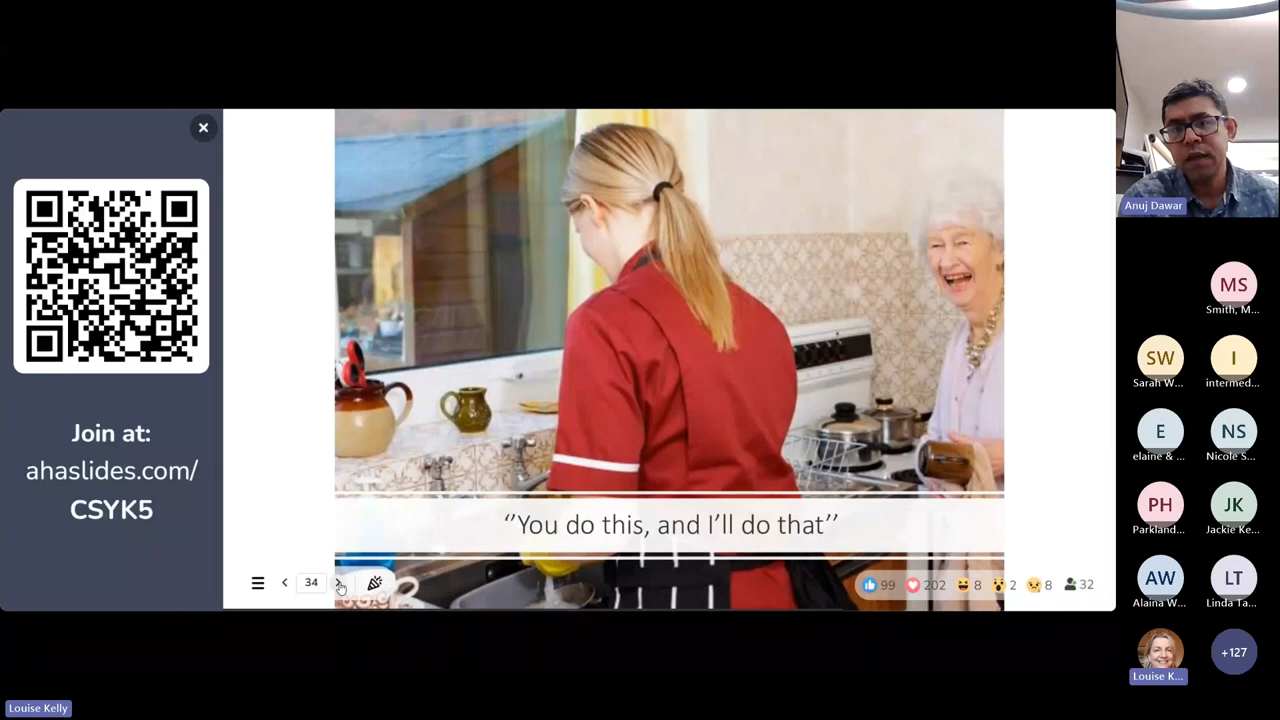 Join at:
ahaslides.com/
CSYK5
‘’You do this, and I’ll do that’’
34
99
202
8
2
8
32
Louise Kelly
Anuj Dawar
MS
Smith, M...
SW
Sarah W...
I
intermed...
E
elaine & ...
NS
Nicole S...
PH
Parkland...
JK
Jackie Ke...
AW
Alaina W...
LT
Linda Ta...
Louise K...
+127